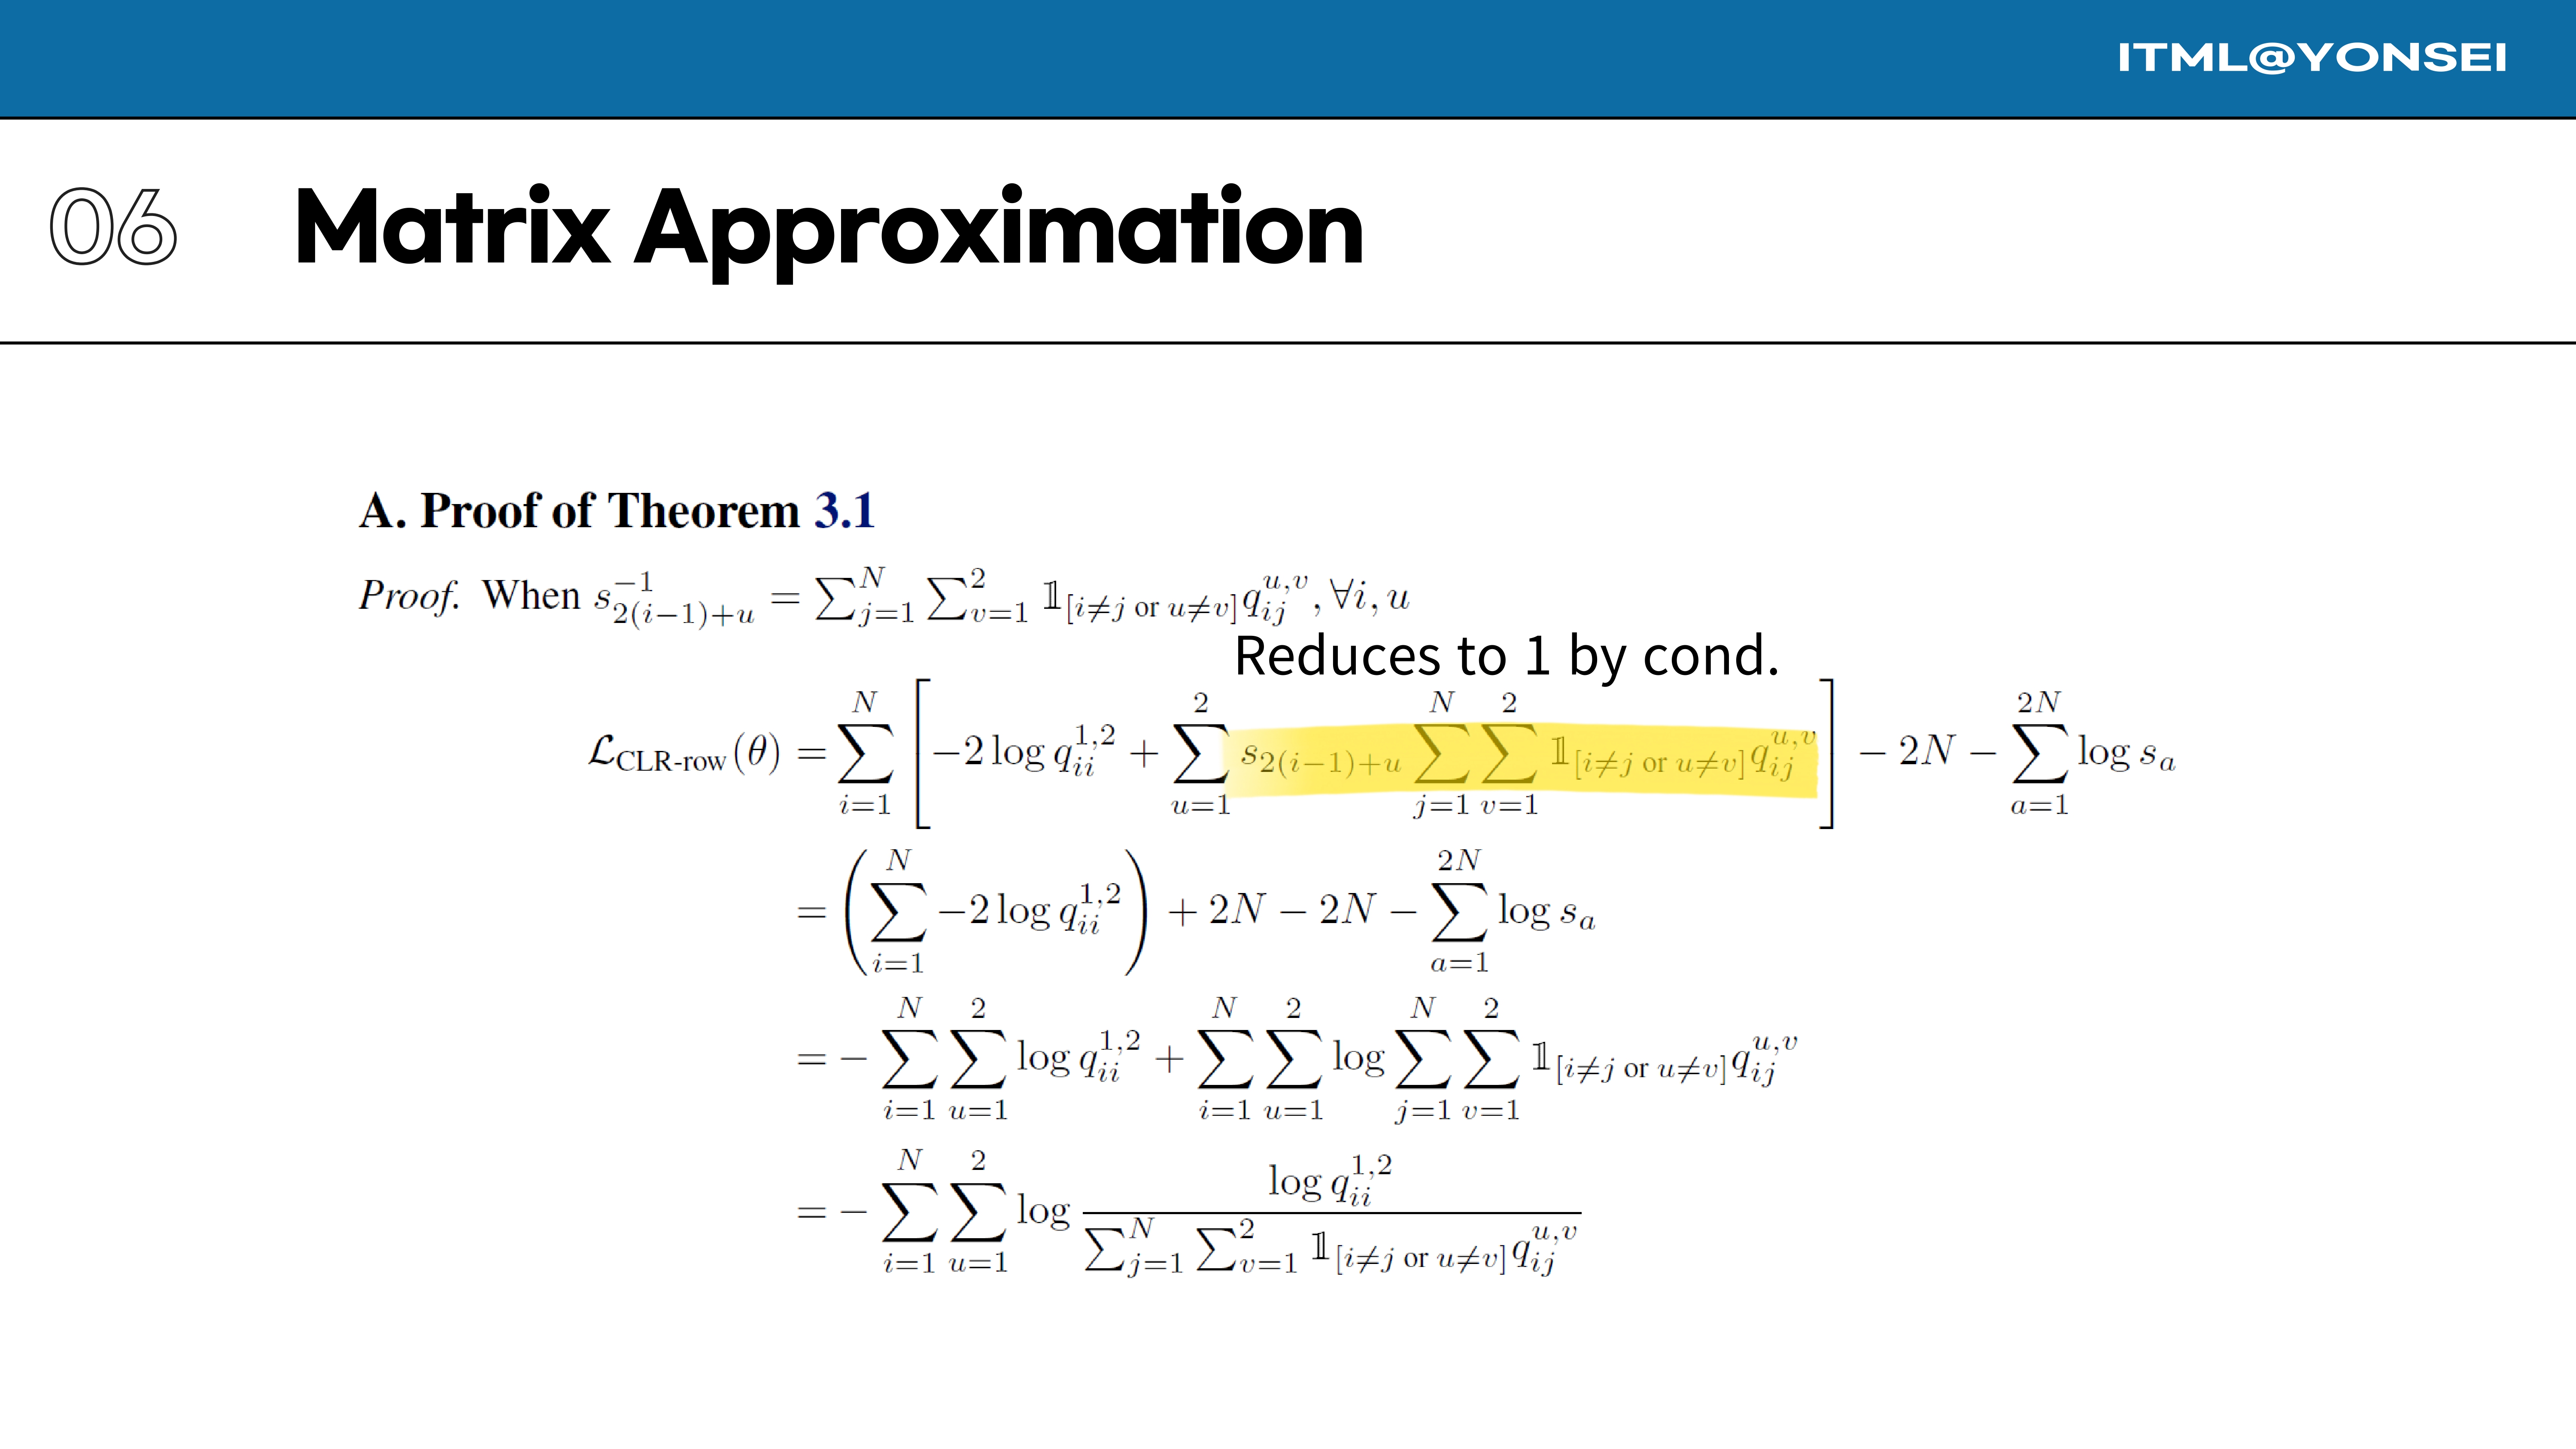 ITML@YONSEI
06 Matrix Approximation
A. Proof of Theorem 3.1
Proof. When $s_{2(i-1)+u}^{-1} = \sum_{j=1}^{N} \sum_{v=1}^{2} \mathbb{1}_{[i \neq j \text{ or } u \neq v]} q_{ij}^{u,v}, \forall i, u$
Reduces to 1 by cond.
$\mathcal{L}_{\text{CLR-row}}(\theta) = \sum_{i=1}^{N} \left[ -2 \log q_{ii}^{1,2} + \sum_{u=1}^{2} s_{2(i-1)+u} \sum_{j=1}^{N} \sum_{v=1}^{2} \mathbb{1}_{[i \neq j \text{ or } u \neq v]} q_{ij}^{u,v} \right] - 2N - \sum_{a=1}^{2N} \log s_a$
$= \left( \sum_{i=1}^{N} -2 \log q_{ii}^{1,2} \right) + 2N - 2N - \sum_{a=1}^{2N} \log s_a$
$= - \sum_{i=1}^{N} \sum_{u=1}^{2} \log q_{ii}^{1,2} + \sum_{i=1}^{N} \sum_{u=1}^{2} \log \sum_{j=1}^{N} \sum_{v=1}^{2} \mathbb{1}_{[i \neq j \text{ or } u \neq v]} q_{ij}^{u,v}$
$= - \sum_{i=1}^{N} \sum_{u=1}^{2} \log \frac{\log q_{ii}^{1,2}}{\sum_{j=1}^{N} \sum_{v=1}^{2} \mathbb{1}_{[i \neq j \text{ or } u \neq v]} q_{ij}^{u,v}}$